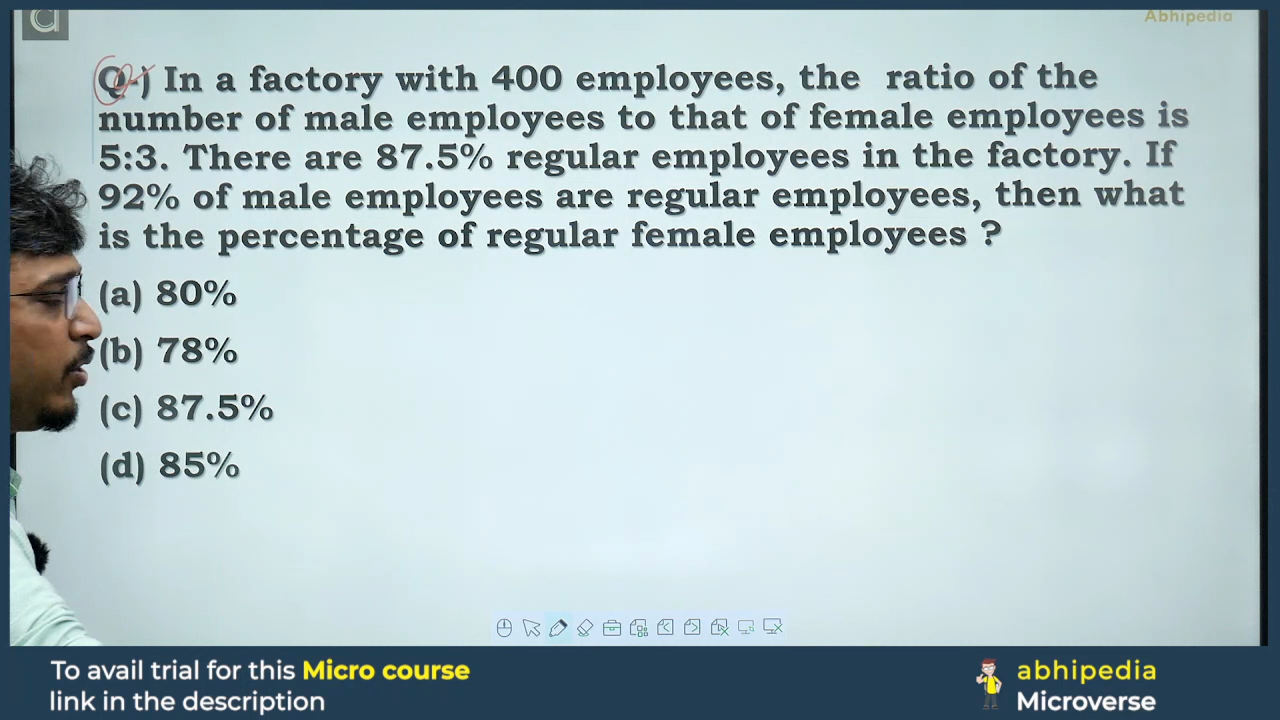 Abhipedia
Q.) In a factory with 400 employees, the ratio of the
number of male employees to that of female employees is
5:3. There are 87.5% regular employees in the factory. If
92% of male employees are regular employees, then what
is the percentage of regular female employees ?
(a) 80%
(b) 78%
(c) 87.5%
(d) 85%
To avail trial for this Micro course
link in the description
abhipedia
Microverse